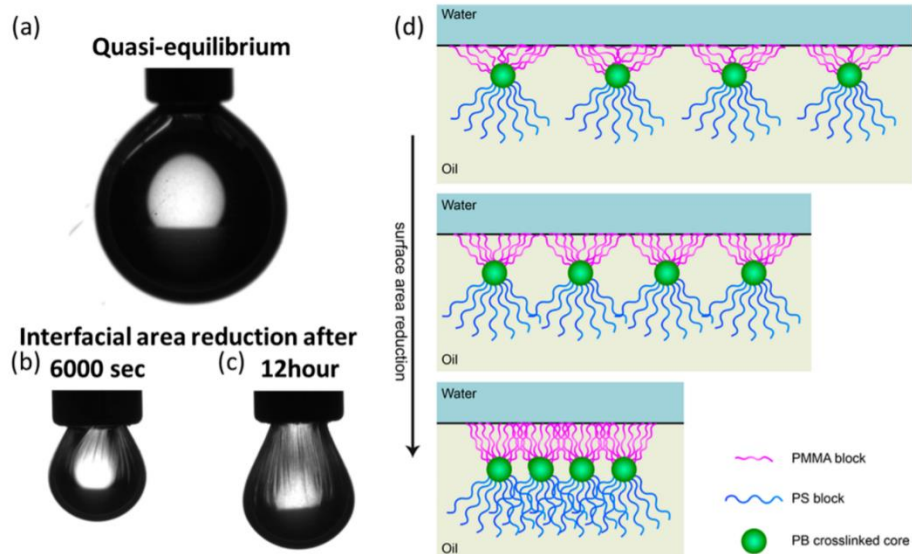 (a)
Quasi-equilibrium
Interfacial area reduction after
(b) 6000 sec
(c) 12hour
(d)
Water
Oil
surface area reduction
Water
Oil
Water
Oil
PMMA block
PS block
PB crosslinked core